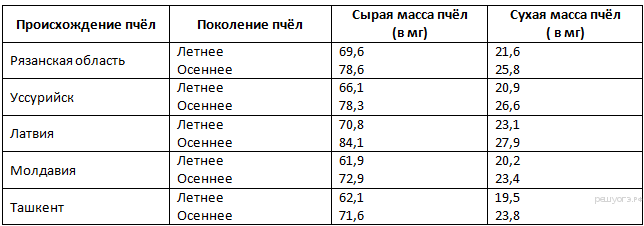 Происхождение пчёл Поколение пчёл Сырая масса пчёл (в мг) Сухая масса пчёл ( в мг)
Рязанская область Летнее 69,6 21,6
Осеннее 78,6 25,8
Уссурийск Летнее 66,1 20,9
Осеннее 78,3 26,6
Латвия Летнее 70,8 23,1
Осеннее 84,1 27,9
Молдавия Летнее 61,9 20,2
Осеннее 72,9 23,4
Ташкент Летнее 62,1 19,5
Осеннее 71,6 23,8